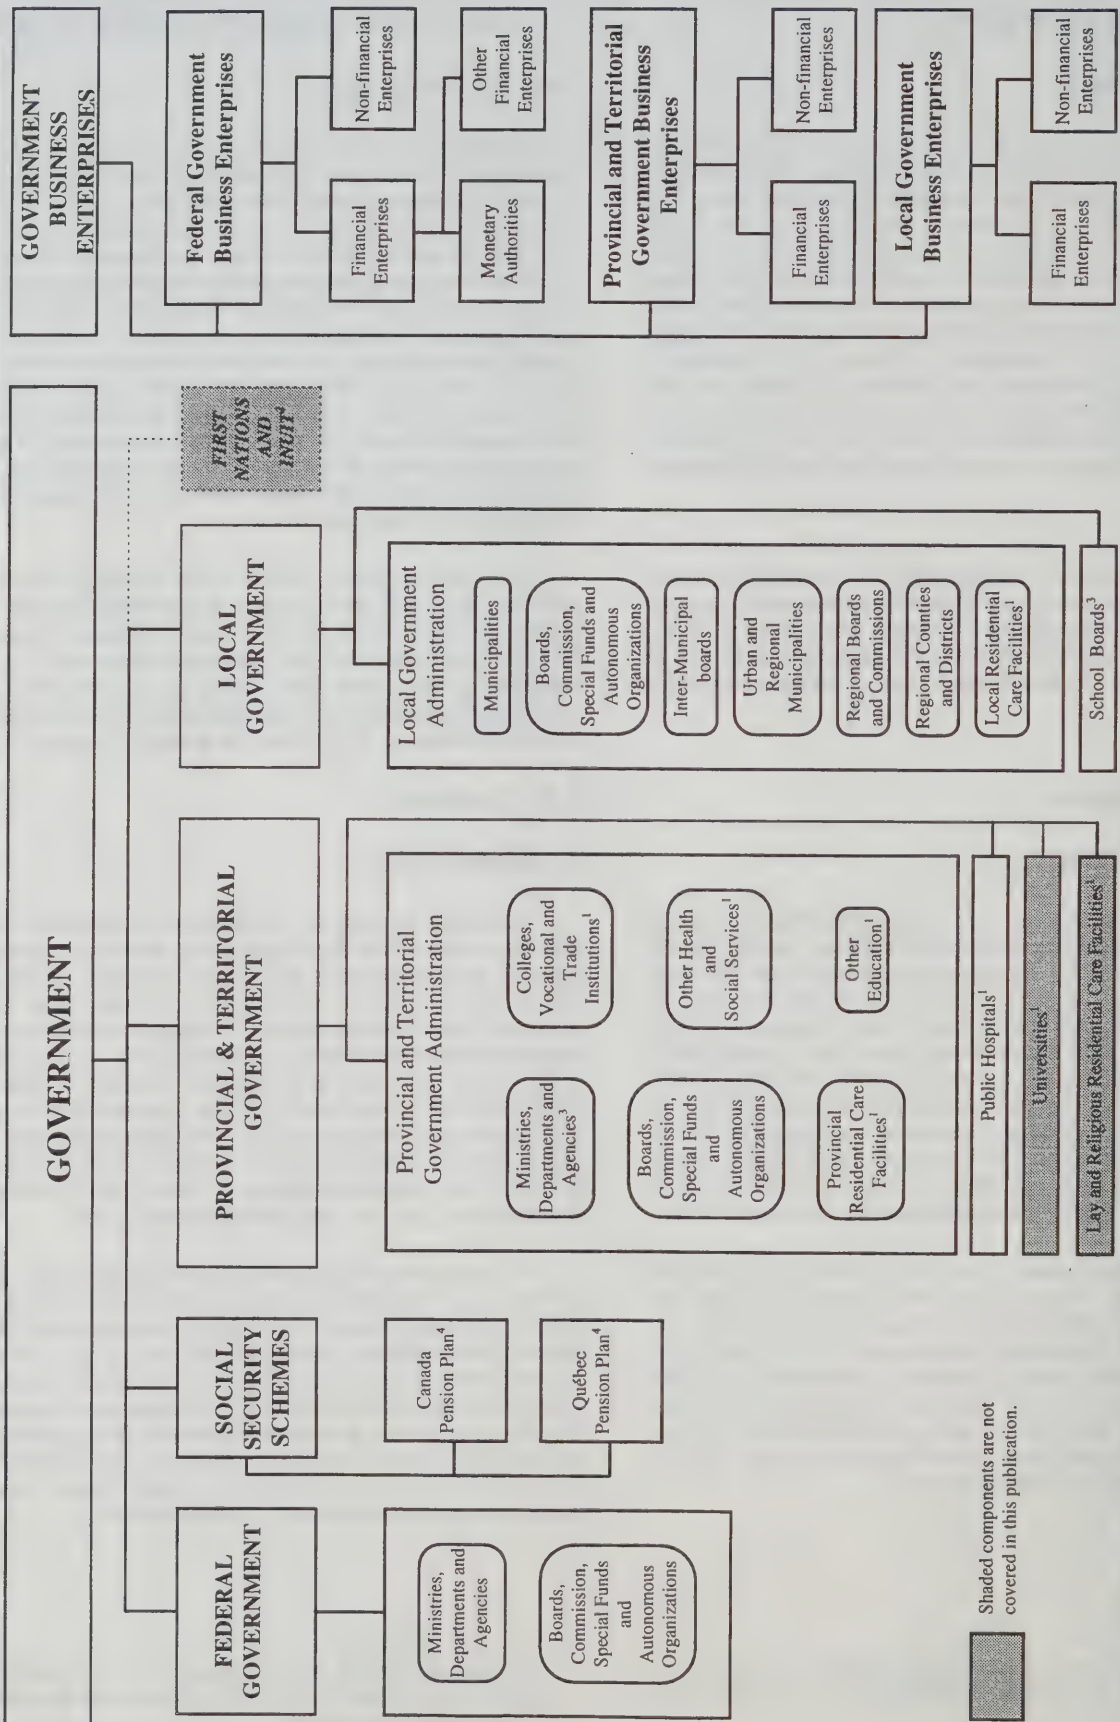 GOVERNMENT
FEDERAL
GOVERNMENT
Ministries,
Departments and
Agencies
Boards,
Commission,
Special Funds
and
Autonomous
Organizations
SOCIAL
SECURITY
SCHEMES
Canada
Pension Plan⁴
Québec
Pension Plan⁴
PROVINCIAL & TERRITORIAL
GOVERNMENT
Provincial and Territorial
Government Administration
Ministries,
Departments and
Agencies³
Colleges,
Vocational and
Trade
Institutions¹
Boards,
Commission,
Special Funds
and
Autonomous
Organizations
Other Health
and
Social Services¹
Provincial
Residential Care
Facilities¹
Other
Education¹
Public Hospitals¹
Universities¹
Lay and Religious Residential Care Facilities¹
LOCAL
GOVERNMENT
Local Government
Administration
Municipalities
Boards,
Commission,
Special Funds and
Autonomous
Organizations
Inter-Municipal
boards
Urban and
Regional
Municipalities
Regional Boards
and Commissions
Regional Counties
and Districts
Local Residential
Care Facilities¹
School Boards³
FIRST
NATIONS
AND
INUIT⁴
GOVERNMENT
BUSINESS
ENTERPRISES
Federal Government
Business Enterprises
Financial
Enterprises
Non-financial
Enterprises
Monetary
Authorities
Other
Financial
Enterprises
Provincial and Territorial
Government Business
Enterprises
Financial
Enterprises
Non-financial
Enterprises
Local Government
Business Enterprises
Financial
Enterprises
Non-financial
Enterprises
Shaded components are not
covered in this publication.